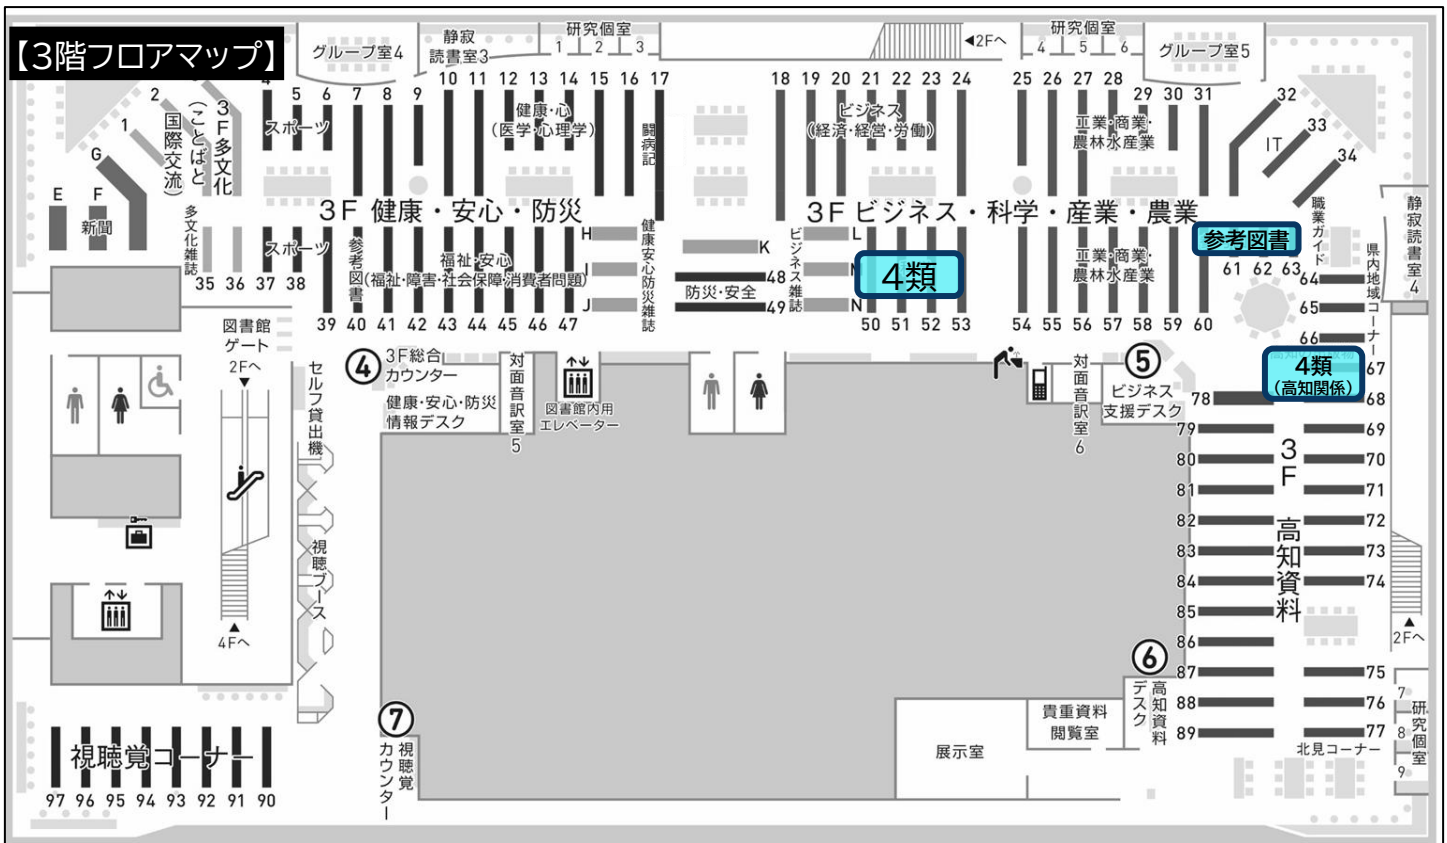 【3階フロアマップ】
グループ室4
静寂
読書室3
研究個室
1 2 3
◀2Fへ
研究個室
4 5 6
グループ室5
4 5 6 7 8 9 10 11 12 13 14 15 16 17 18 19 20 21 22 23 24 25 26 27 28 29 30 31
32
33
34
IT
1
2
3
国際交流)
(ことばと
3F多文化
スポーツ
健康・心
(医学・心理学)
闘病記
ビジネス
(経済・経営・労働)
工業・商業・
農林水産業
G
E F
新聞
多文化雑誌
3F 健康・安心・防災
3F ビジネス・科学・産業・農業
参考図書
職業ガイド
静寂読書室4
県内地域コーナー
スポーツ
参考図書
福祉・安心
(福祉・障害・社会保障・消費者問題)
H
I
J
健康安心防災雑誌
K
48
防災・安全
49
ビジネス雑誌
L
N
4類
工業・商業・
農林水産業
61 62 63
64
65
66
67
68
4類
(高知関係)
35 36 37 38
39 40 41 42 43 44 45 46 47
50 51 52 53 54 55 56 57 58 59 60
図書館
ゲート
2Fへ
▼
セルフ貸出機
④
3F総合
カウンター
健康・安心・防災
情報デスク
対面音訳室5
図書館内用
エレベーター
対面音訳室6
⑤
ビジネス
支援デスク
78
79
80
81
82
83
84
85
86
87
88
89
3F 高知資料
69
70
71
72
73
74
75
76
77
▲
2Fへ
視聴ブース
▲
4Fへ
⑥
高知資料
デスク
貴重資料
閲覧室
展示室
北見コーナー
研究個室
7
8
9
⑦
視聴覚
カウンター
視聴覚コーナー
97 96 95 94 93 92 91 90